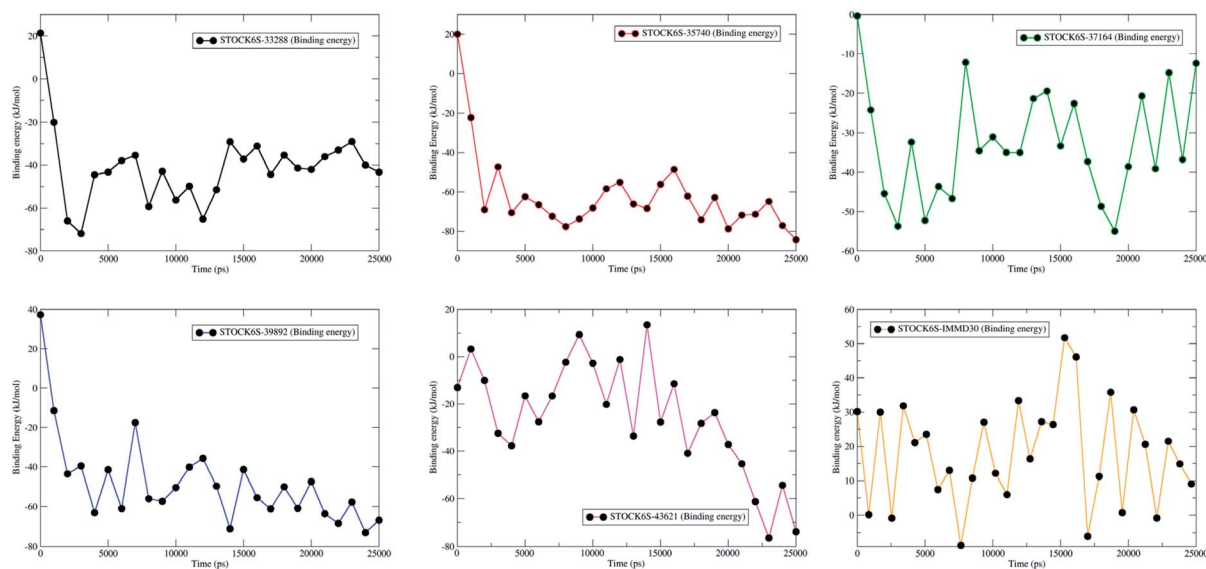 STOCK6S-33288 (Binding energy)
Binding energy (kJ/mol)
20
0
-20
-40
-60
-80
0 5000 10000 15000 20000 25000
Time (ps)
STOCK6S-35740 (Binding energy)
Binding Energy (kJ/mol)
20
0
-20
-40
-60
-80
0 5000 10000 15000 20000 25000
Time (ps)
STOCK6S-37164 (Binding energy)
Binding Energy (kJ/mol)
0
-10
-20
-30
-40
-50
-60
0 5000 10000 15000 20000 25000
Time (ps)
STOCK6S-39892 (Binding energy)
Binding Energy (kJ/mol)
40
20
0
-20
-40
-60
-80
0 5000 10000 15000 20000 25000
Time (ps)
STOCK6S-43621 (Binding energy)
Binding Energy (kJ/mol)
20
0
-20
-40
-60
-80
0 5000 10000 15000 20000 25000
Time (ps)
STOCK6S-IMMD30 (Binding energy)
Binding energy (kJ/mol)
60
50
40
30
20
10
0
0 5000 10000 15000 20000 25000
Time (ps)